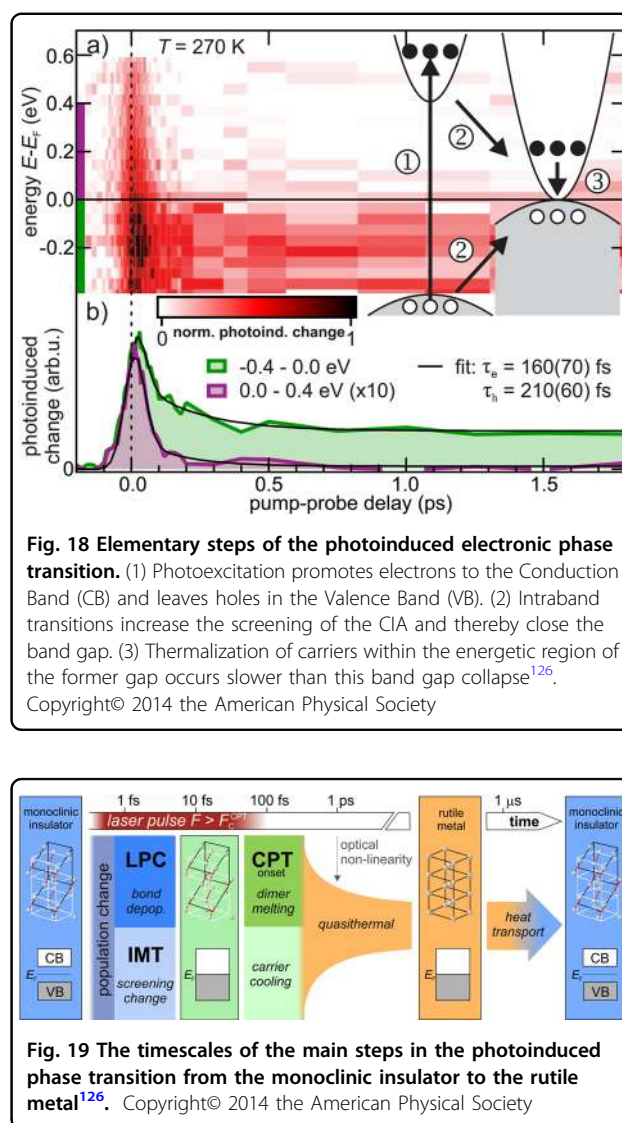 a) T = 270 K
energy E-E_F (eV)
0.6
0.4
0.2
0.0
-0.2
①
②
②
③
0 norm. photoind. change 1
b)
photoinduced
change (arb.u.)
0
-0.4 - 0.0 eV
0.0 - 0.4 eV (x10)
fit: τ_e = 160(70) fs
τ_h = 210(60) fs
0.0 0.5 1.0 1.5
pump-probe delay (ps)
Fig. 18 Elementary steps of the photoinduced electronic phase
transition. (1) Photoexcitation promotes electrons to the Conduction
Band (CB) and leaves holes in the Valence Band (VB). (2) Intraband
transitions increase the screening of the CIA and thereby close the
band gap. (3) Thermalization of carriers within the energetic region of
the former gap occurs slower than this band gap collapse126.
Copyright© 2014 the American Physical Society
monoclinic
insulator
CB
E_F
VB
1 fs 10 fs 100 fs 1 ps 1 µs
laser pulse F > F_C
time
population change
LPC
bond
depop.
IMT
screening
change
E_F
CPT
onset
dimer
melting
carrier
cooling
optical
non-linearity
quasithermal
rutile
metal
E_F
heat
transport
monoclinic
insulator
CB
E_F
VB
Fig. 19 The timescales of the main steps in the photoinduced
phase transition from the monoclinic insulator to the rutile
metal126. Copyright© 2014 the American Physical Society